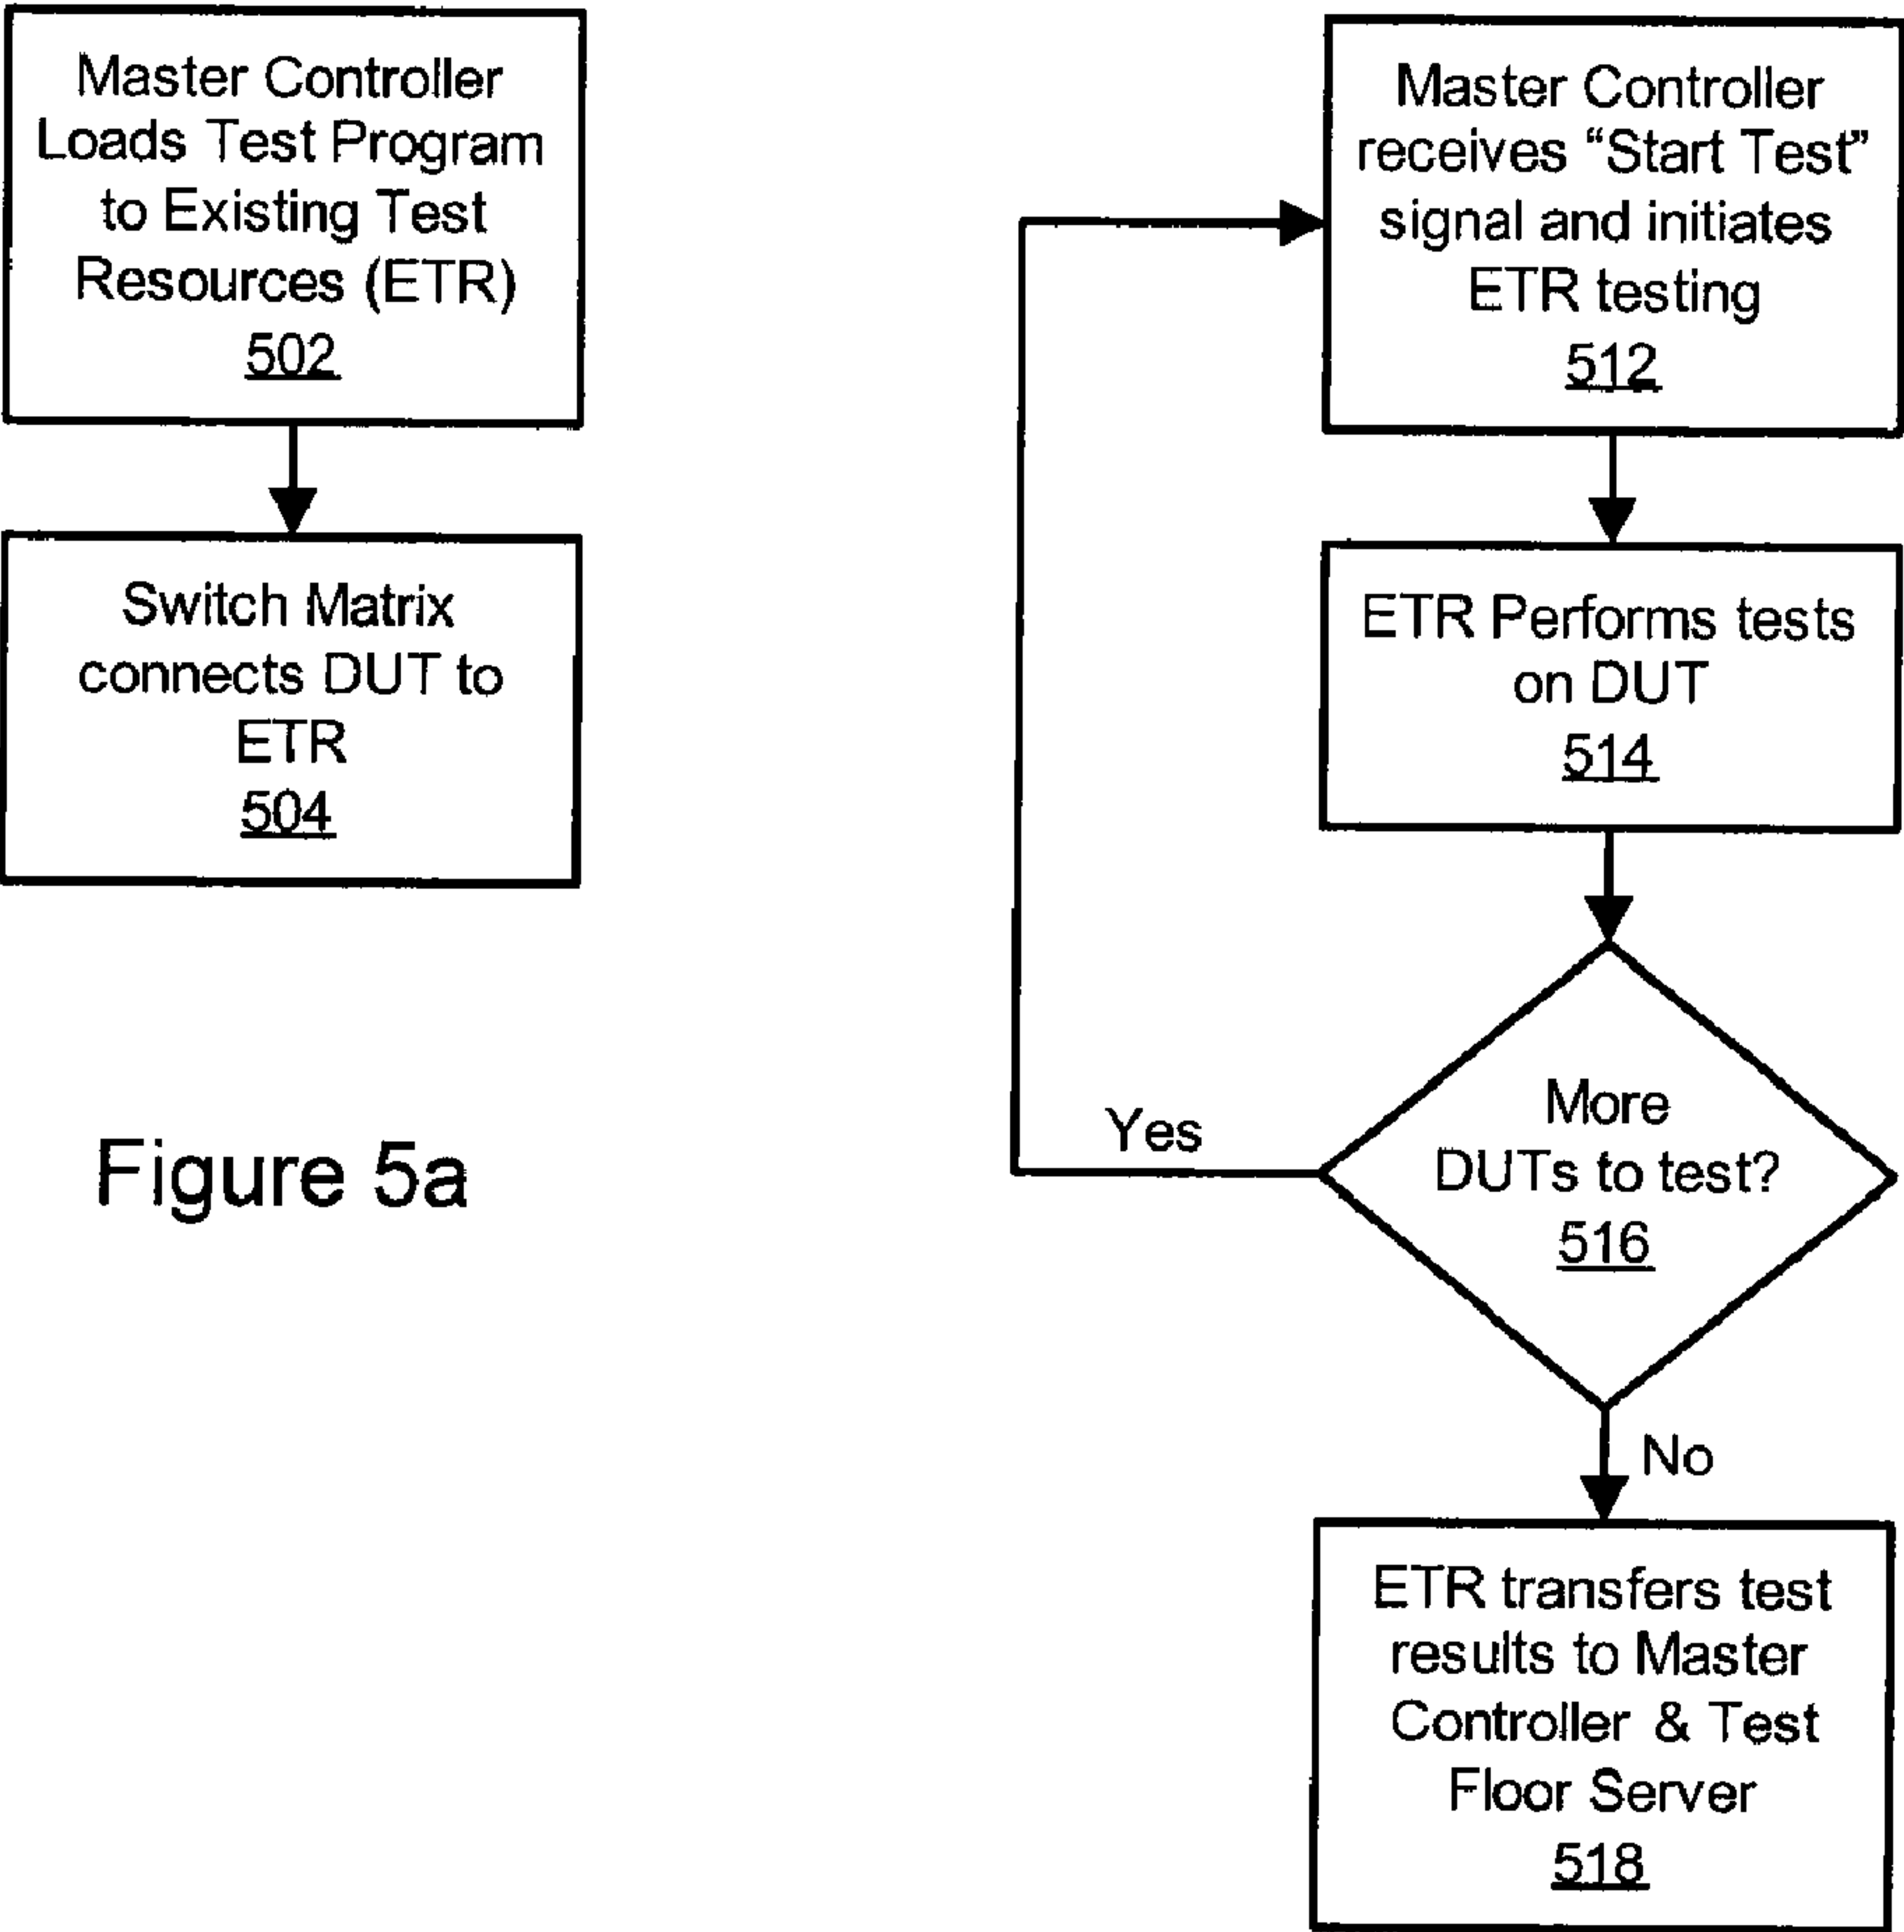 Master Controller
Loads Test Program
to Existing Test
Resources (ETR)
502
Switch Matrix
connects DUT to
ETR
504
Figure 5a
Master Controller
receives “Start Test”
signal and initiates
ETR testing
512
ETR Performs tests
on DUT
514
More
DUTs to test?
516
Yes
No
ETR transfers test
results to Master
Controller & Test
Floor Server
518